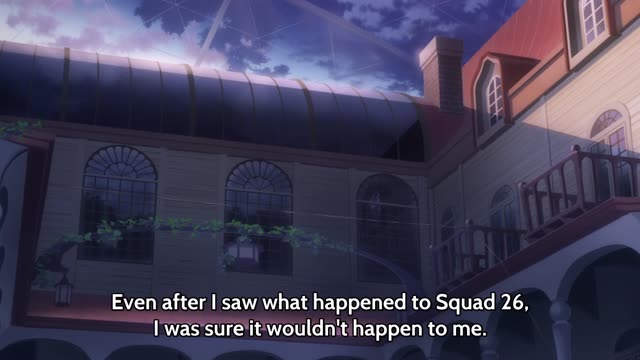 Even after I saw what happened to Squad 26,
I was sure it wouldn't happen to me.